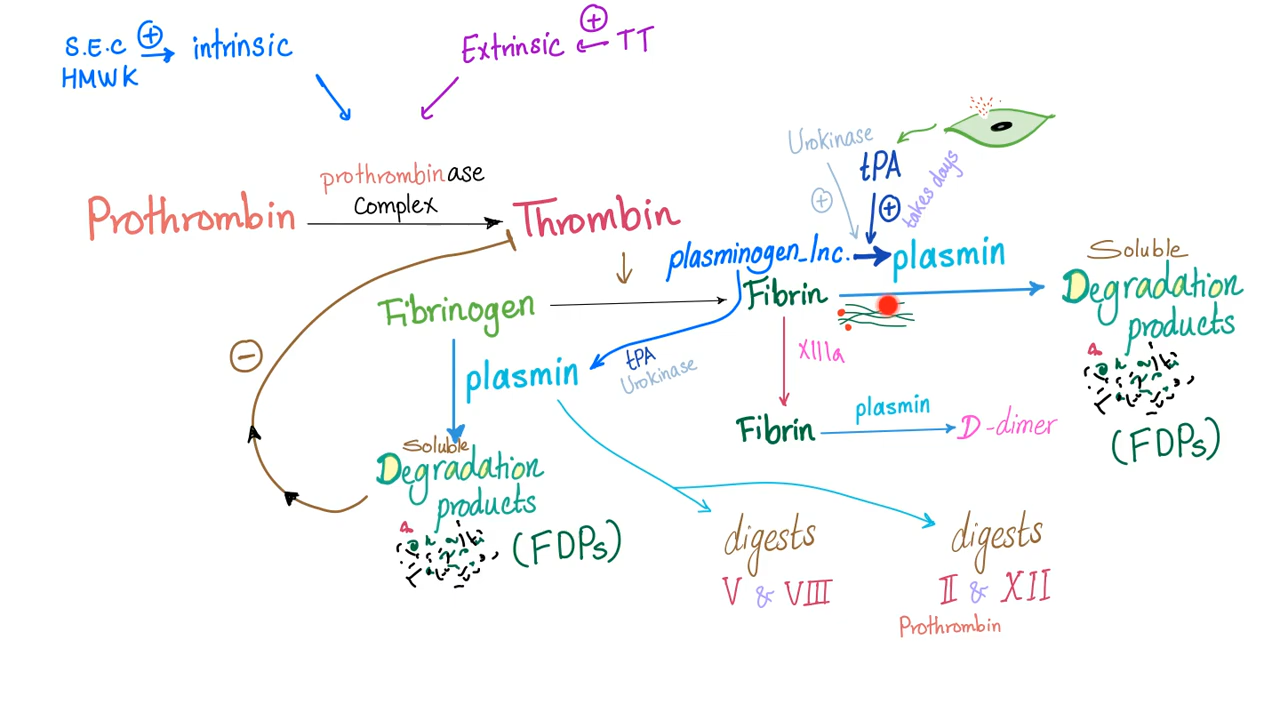 S.E.C ⊕ → intrinsic
HMWK
Extrinsic ⊕ ← TT
prothrombinase
Complex
Prothrombin
Thrombin
Urokinase
tPA
⊕
⊕
takes days
plasminogen_Inc.
plasmin
Fibrinogen
Fibrin
Soluble
Degradation
products
(FDPs)
tPA
Urokinase
plasmin
XIIIa
⊖
Fibrin
plasmin
D-dimer
Soluble
Degradation
products
(FDPs)
digests
V & VIII
digests
II & XII
Prothrombin